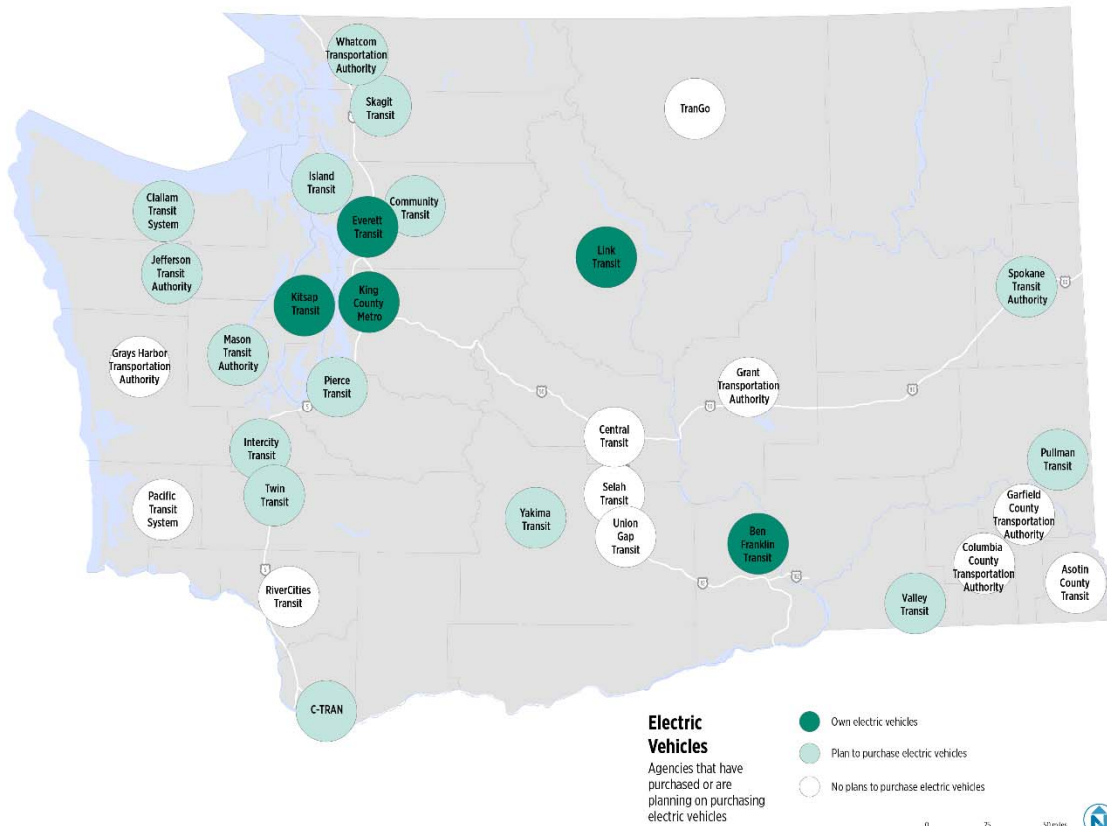 Whatcom
Transportation
Authority
Skagit
Transit
TranGo
Island
Transit
Clallam
Transit
System
Community
Transit
Everett
Transit
Jefferson
Transit
Authority
Link
Transit
Spokane
Transit
Authority
Kitsap
Transit
King
County
Metro
Mason
Transit
Authority
Grays Harbor
Transportation
Authority
Pierce
Transit
Grant
Transportation
Authority
Central
Transit
Intercity
Transit
Twin
Transit
Pullman
Transit
Selah
Transit
Pacific
Transit
System
Yakima
Transit
Union
Gap
Transit
Garfield
County
Transportation
Authority
Ben
Franklin
Transit
Columbia
County
Transportation
Authority
Asotin
County
Transit
RiverCities
Transit
Valley
Transit
C-TRAN
Electric
Vehicles
Agencies that have
purchased or are
planning on purchasing
electric vehicles
Own electric vehicles
Plan to purchase electric vehicles
No plans to purchase electric vehicles
0 25 50 miles
N